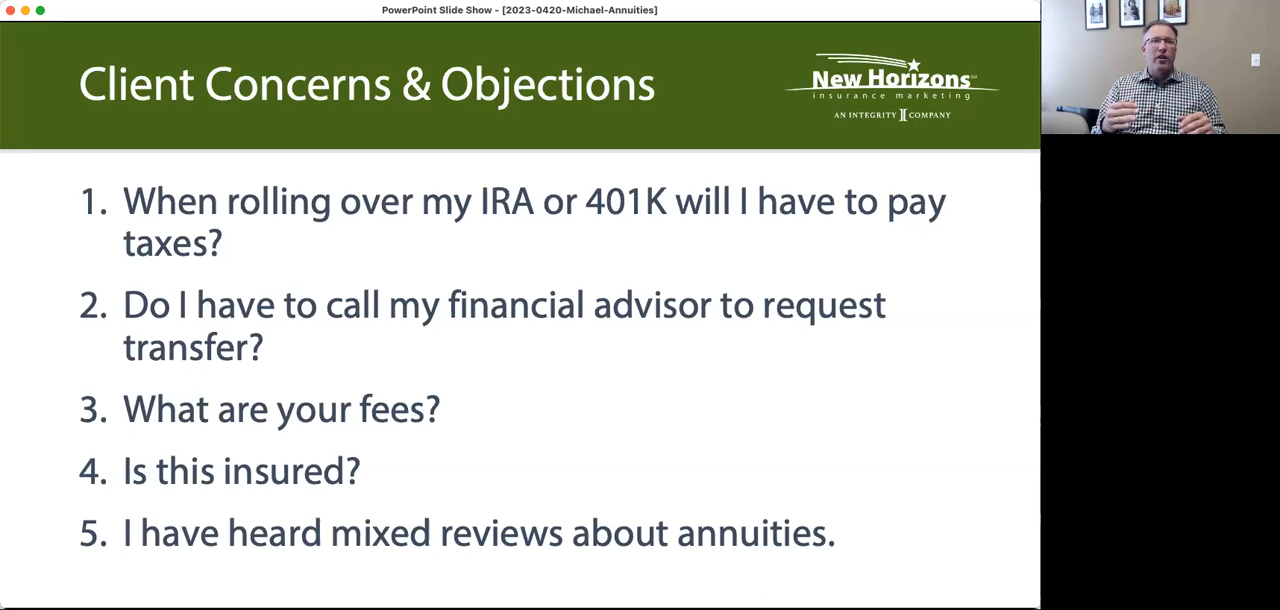 PowerPoint Slide Show - [2023-0420-Michael-Annuities]
Client Concerns & Objections
New Horizons℠
insurance marketing
AN INTEGRITY COMPANY
1. When rolling over my IRA or 401K will I have to pay
taxes?
2. Do I have to call my financial advisor to request
transfer?
3. What are your fees?
4. Is this insured?
5. I have heard mixed reviews about annuities.